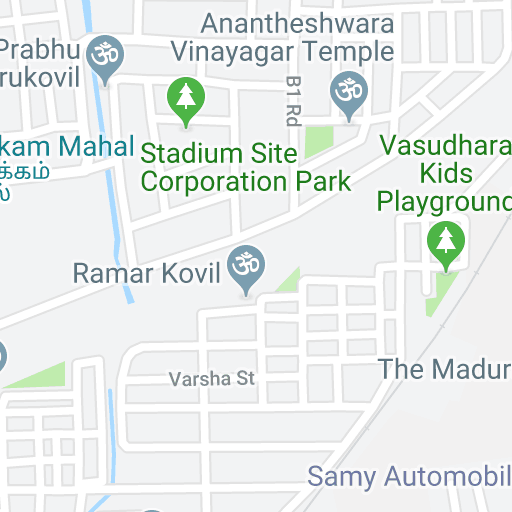 Anantheshwara
Vinayagar Temple
Prabhu
rukovil
B1 Rd
kam Mahal
க்கம்
ல்
Stadium Site
Corporation Park
Vasudhara
Kids
Playground
Ramar Kovil
The Madur
Varsha St
Samy Automobil